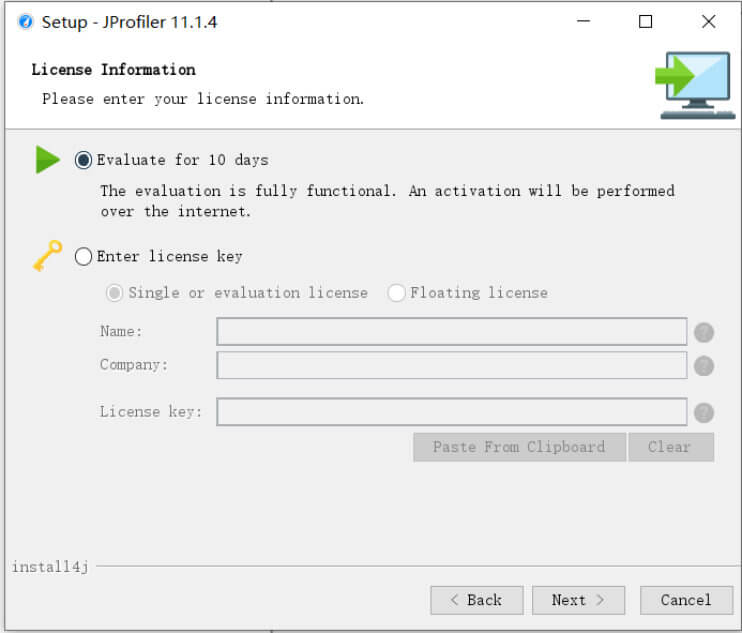 Setup - JProfiler 11.1.4
License Information
Please enter your license information.
Evaluate for 10 days
The evaluation is fully functional. An activation will be performed
over the internet.
Enter license key
Single or evaluation license Floating license
Name:
?
Company:
?
License key:
?
Paste From Clipboard Clear
install4j
< Back Next > Cancel